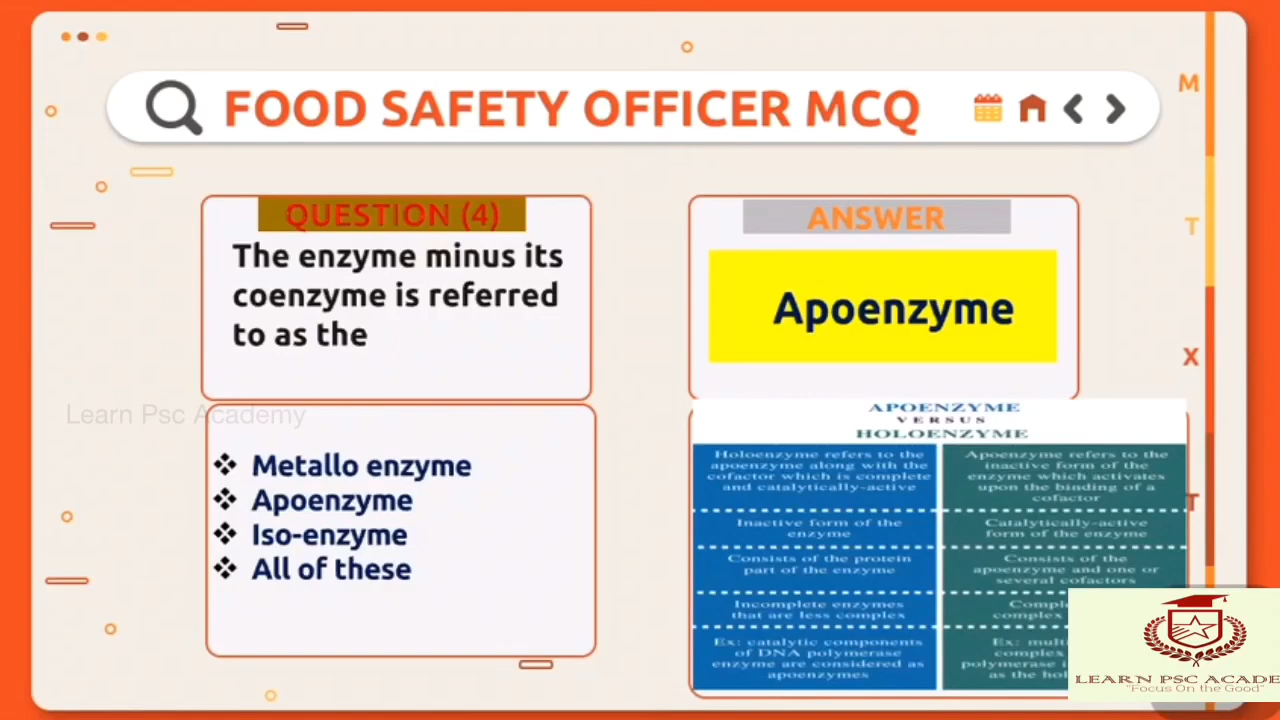 FOOD SAFETY OFFICER MCQ
M
T
X
T
QUESTION (4)
The enzyme minus its
coenzyme is referred
to as the
ANSWER
Apoenzyme
Learn Psc Academy
Metallo enzyme
Apoenzyme
Iso-enzyme
All of these
APOENZYME
VERSUS
HOLOENZYME
Holoenzyme refers to the
apoenzyme along with the
cofactor which is complete
and catalytically-active
Apoenzyme refers to the
inactive form of the
enzyme which activates
upon the binding of a
cofactor
Inactive form of the
enzyme
Catalytically-active
form of the enzyme
Consists of the protein
part of the enzyme
Consists of the
apoenzyme and one or
several cofactors
Incomplete enzymes
that are less complex
complex
Ex: catalytic components
of DNA polymerase
enzyme are considered as
apoenzymes
Ex:
complex
polymerase
as the
LEARN PSC ACADE
"Focus On the Good"